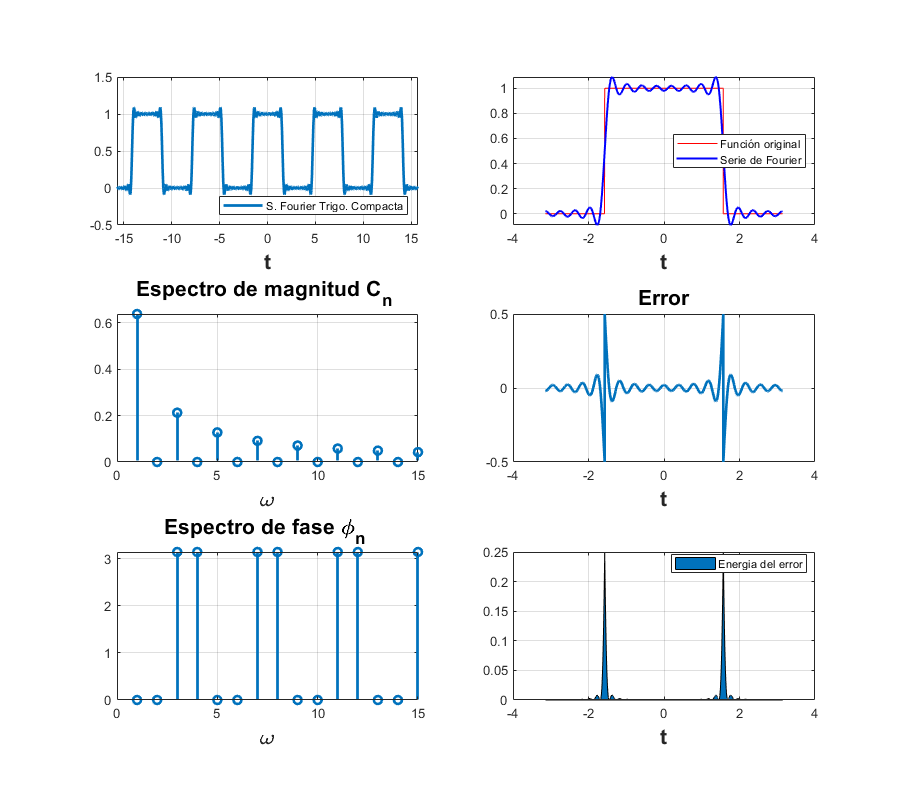 1.5
1
0.5
0
-0.5
-15 -10 -5 0 5 10 15
t
S. Fourier Trigo. Compacta
1
0.8
0.6
0.4
0.2
0
-4 -2 0 2 4
t
Función original
Serie de Fourier
Espectro de magnitud Cn
0.6
0.4
0.2
0
0 5 10 15
ω
Error
0.5
0
-0.5
-4 -2 0 2 4
t
Espectro de fase ϕn
3
2
1
0
0 5 10 15
ω
0.25
0.2
0.15
0.1
0.05
0
-4 -2 0 2 4
t
Energia del error